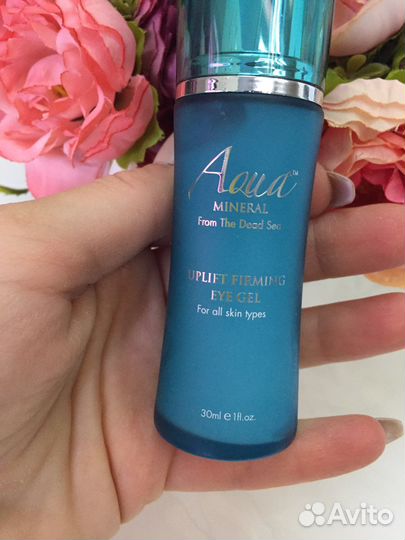 Aqua™
MINERAL
From The Dead Sea
UPLIFT FIRMING
EYE GEL
For all skin types
30ml e 1fl.oz.
Avito